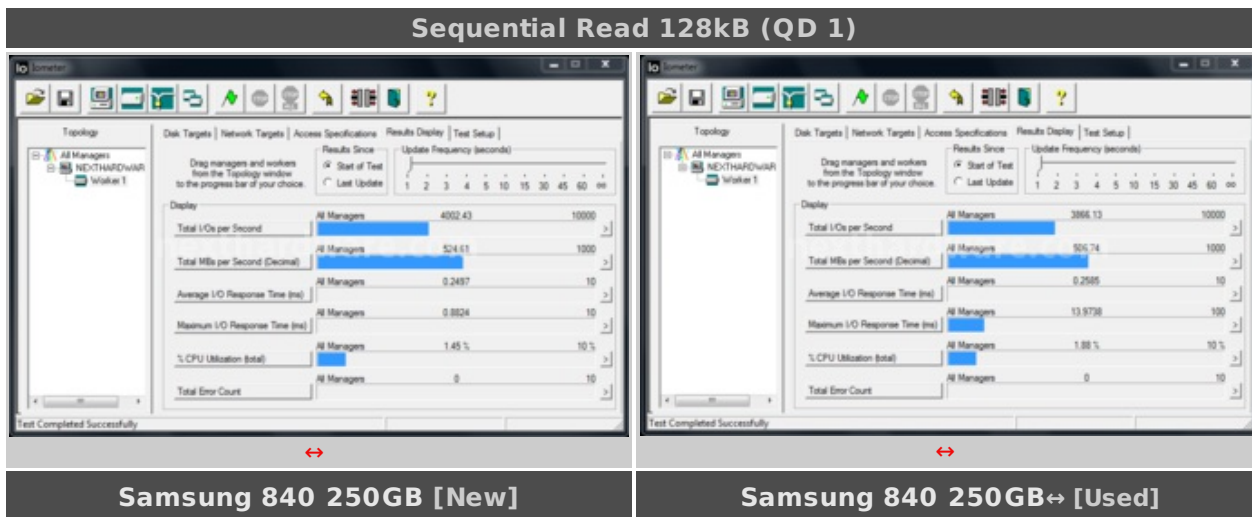 Sequential Read 128kB (QD 1)
Iometer
Topology
All Managers
NEXTHARDWAR
Worker 1
Disk Targets | Network Targets | Access Specifications | Results Display | Test Setup
Drag managers and workers
from the Topology window
to the progress bar of your choice.
Results Since
Start of Test
Last Update
Update Frequency (seconds)
1 2 3 4 5 10 15 30 45 60 ∞
Display
All Managers 4002.43 10000
Total I/Os per Second
All Managers 524.61 1000
Total MBs per Second (Decimal)
All Managers 0.2497 10
Average I/O Response Time (ms)
All Managers 0.8824 10
Maximum I/O Response Time (ms)
All Managers 1.45 % 10 %
% CPU Utilization (total)
All Managers 0 10
Total Error Count
Test Completed Successfully
nexthardware.com
↔
Samsung 840 250GB [New]
Iometer
Topology
All Managers
NEXTHARDWAR
Worker 1
Disk Targets | Network Targets | Access Specifications | Results Display | Test Setup
Drag managers and workers
from the Topology window
to the progress bar of your choice.
Results Since
Start of Test
Last Update
Update Frequency (seconds)
1 2 3 4 5 10 15 30 45 60 ∞
Display
All Managers 3866.13 10000
Total I/Os per Second
All Managers 506.74 1000
Total MBs per Second (Decimal)
All Managers 0.2585 10
Average I/O Response Time (ms)
All Managers 13.9738 100
Maximum I/O Response Time (ms)
All Managers 1.88 % 10 %
% CPU Utilization (total)
All Managers 0 10
Total Error Count
Test Completed Successfully
nexthardware.com
↔
Samsung 840 250GB↔ [Used]